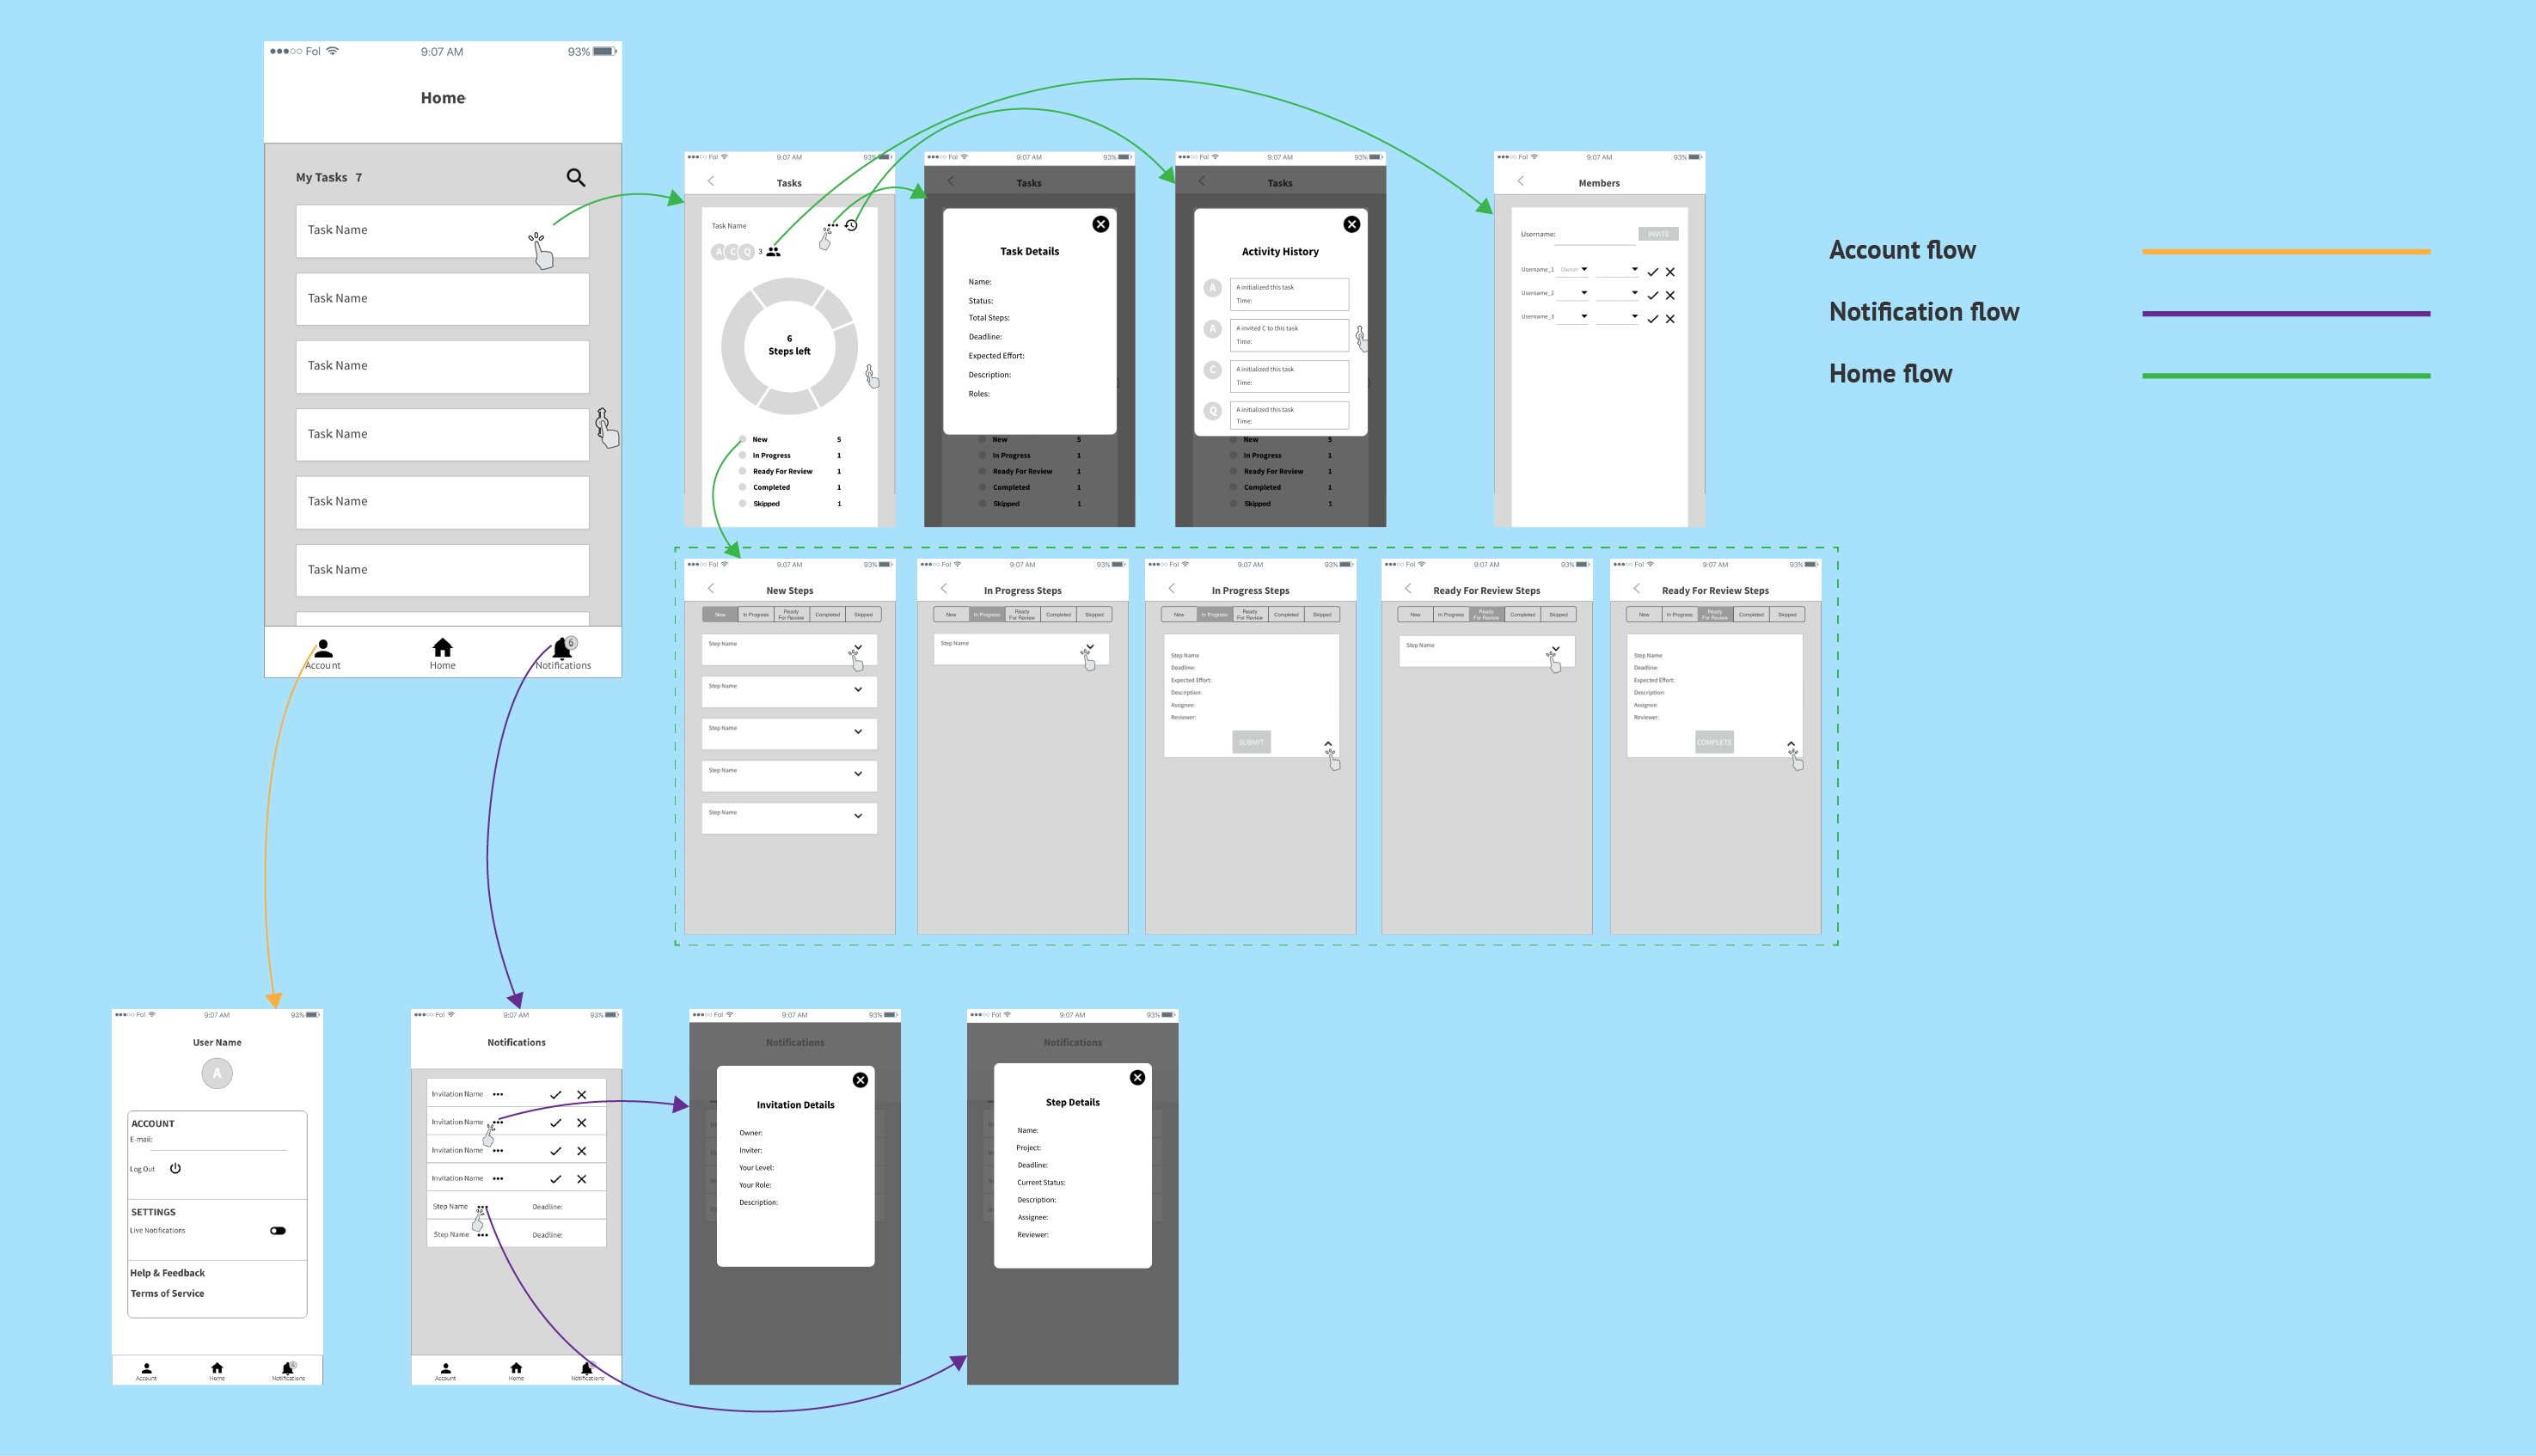 Fol 9:07 AM 93%
Home
My Tasks 7
Task Name
Task Name
Task Name
Task Name
Task Name
Task Name
Account Home Notifications 6
Fol 9:07 AM 93%
Tasks
Task Name
A C Q 3
6
Steps left
New 5
In Progress 1
Ready For Review 1
Completed 1
Skipped 1
Fol 9:07 AM 93%
Tasks
Task Details
Name:
Status:
Total Steps:
Deadline:
Expected Effort:
Description:
Roles:
New 5
In Progress 1
Ready For Review 1
Completed 1
Skipped 1
Fol 9:07 AM 93%
Tasks
Activity History
A A initialized this task
Time:
A A invited C to this task
Time:
C A initialized this task
Time:
Q A initialized this task
Time:
New 5
In Progress 1
Ready For Review 1
Completed 1
Skipped 1
Fol 9:07 AM 93%
Members
Username: INVITE
Username_1 Owner
Username_2
Username_3
Account flow
Notification flow
Home flow
Fol 9:07 AM 93%
New Steps
New In Progress Ready For Review Completed Skipped
Step Name
Step Name
Step Name
Step Name
Step Name
Fol 9:07 AM 93%
In Progress Steps
New In Progress Ready For Review Completed Skipped
Step Name
Fol 9:07 AM 93%
In Progress Steps
New In Progress Ready For Review Completed Skipped
Step Name
Deadline:
Expected Effort:
Description:
Assignee:
Reviewer:
SUBMIT
Fol 9:07 AM 93%
Ready For Review Steps
New In Progress Ready For Review Completed Skipped
Step Name
Fol 9:07 AM 93%
Ready For Review Steps
New In Progress Ready For Review Completed Skipped
Step Name
Deadline:
Expected Effort:
Description:
Assignee:
Reviewer:
COMPLETE
Fol 9:07 AM 93%
User Name
A
ACCOUNT
E-mail:
Log Out
SETTINGS
Live Notifications
Help & Feedback
Terms of Service
Account Home Notifications
Fol 9:07 AM 93%
Notifications
Invitation Name
Invitation Name
Invitation Name
Invitation Name
Step Name Deadline:
Step Name Deadline:
Account Home Notifications
Fol 9:07 AM 93%
Notifications
Invitation Details
Owner:
Inviter:
Your Level:
Your Role:
Description:
Fol 9:07 AM 93%
Notifications
Step Details
Name:
Project:
Deadline:
Current Status:
Description:
Assignee:
Reviewer: